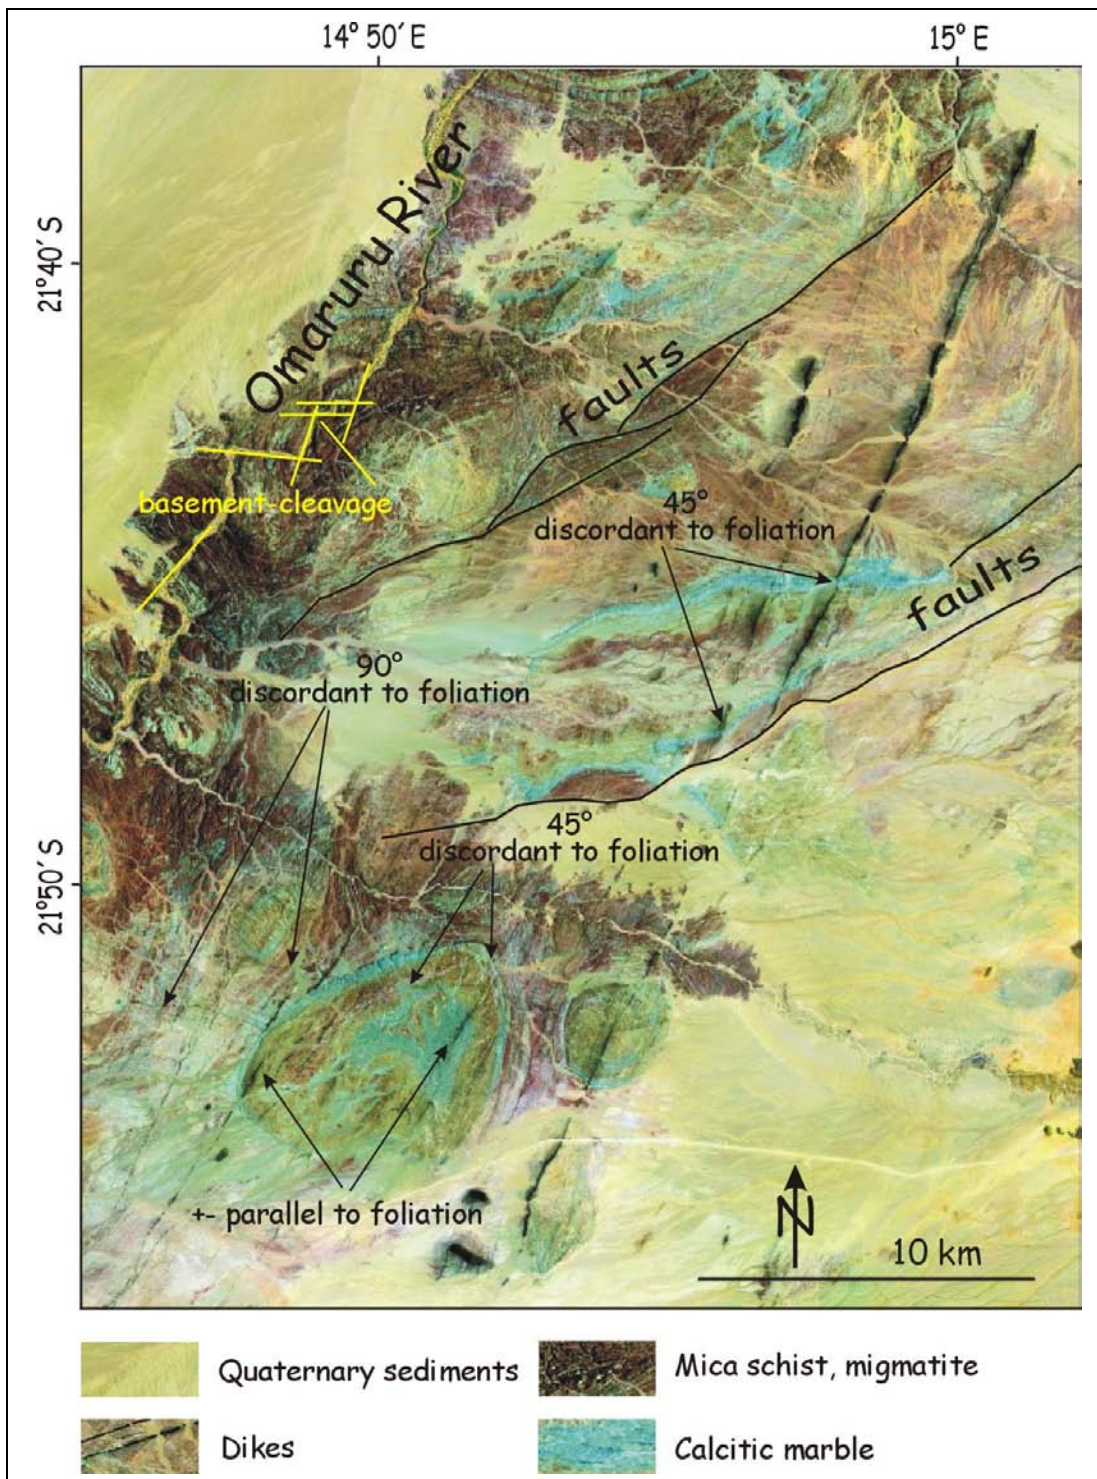 14° 50´ E
15° E
Omaruru River
21°40´ S
faults
basement-cleavage
45°
discordant to foliation
faults
90°
discordant to foliation
45°
discordant to foliation
21°50´ S
+- parallel to foliation
N
10 km
Quaternary sediments
Mica schist, migmatite
Dikes
Calcitic marble